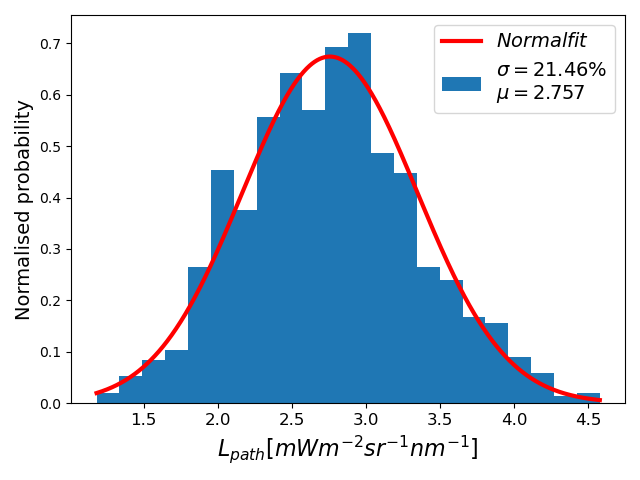 Normalfit
σ = 21.46%
μ = 2.757
Normalised probability
0.7
0.6
0.5
0.4
0.3
0.2
0.1
0.0
1.5 2.0 2.5 3.0 3.5 4.0 4.5
L_path[mWm⁻²sr⁻¹nm⁻¹]